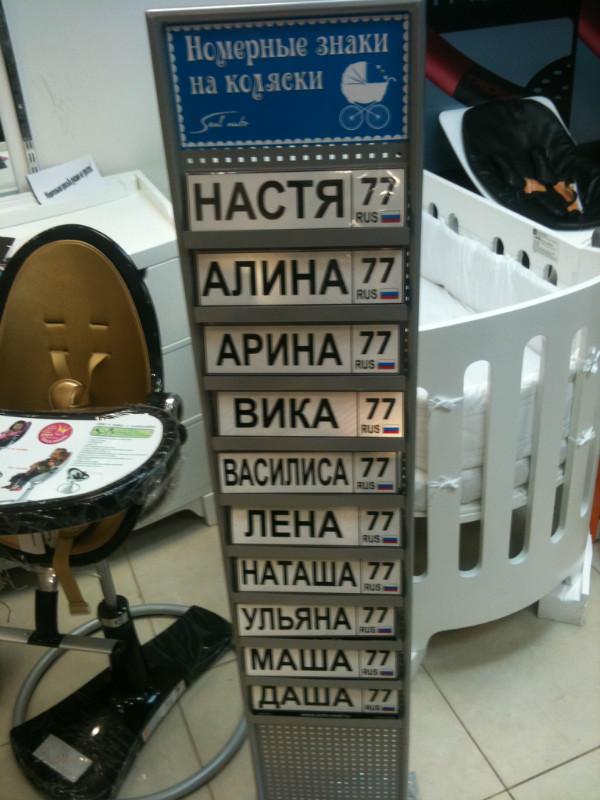 Номерные знаки
на коляски
НАСТЯ 77
RUS
АЛИНА 77
RUS
АРИНА 77
RUS
ВИКА 77
RUS
ВАСИЛИСА 77
RUS
ЛЕНА 77
RUS
НАТАША 77
RUS
УЛЬЯНА 77
RUS
МАША 77
RUS
ДАША 77
RUS